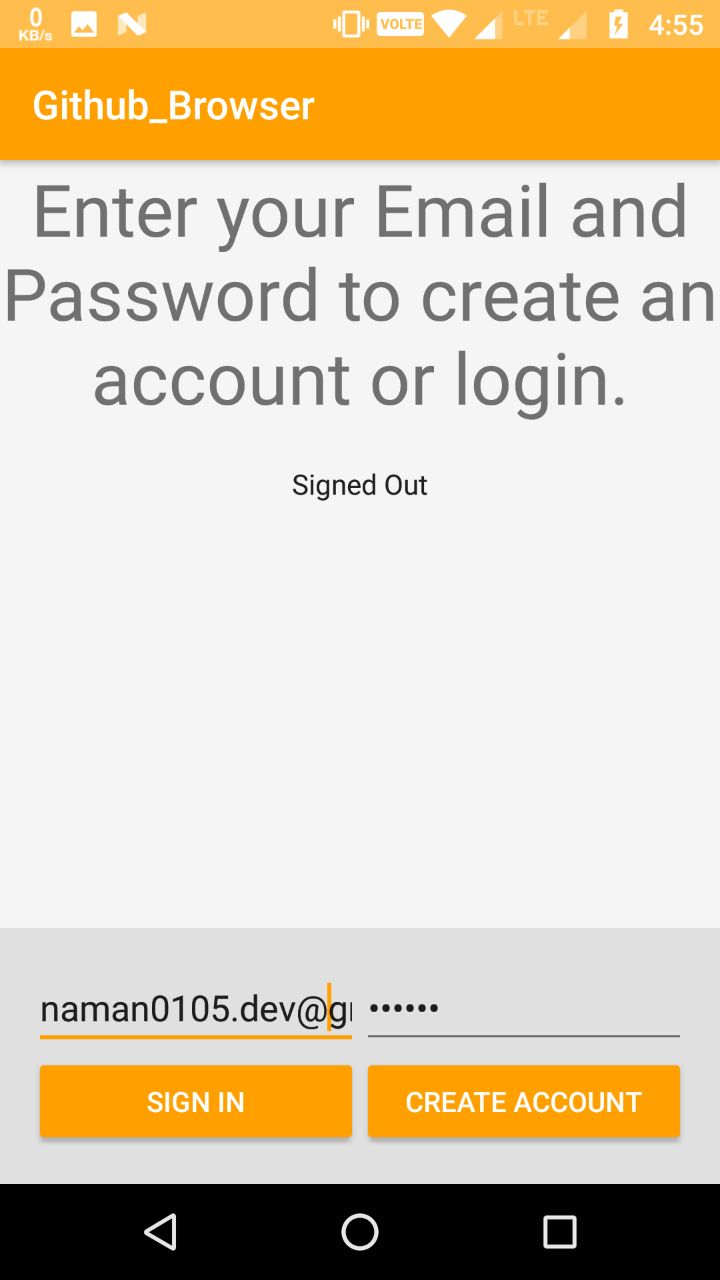 0
KB/s
VOLTE
LTE
4:55
Github_Browser
Enter your Email and
Password to create an
account or login.
Signed Out
naman0105.dev@g
••••••
SIGN IN
CREATE ACCOUNT